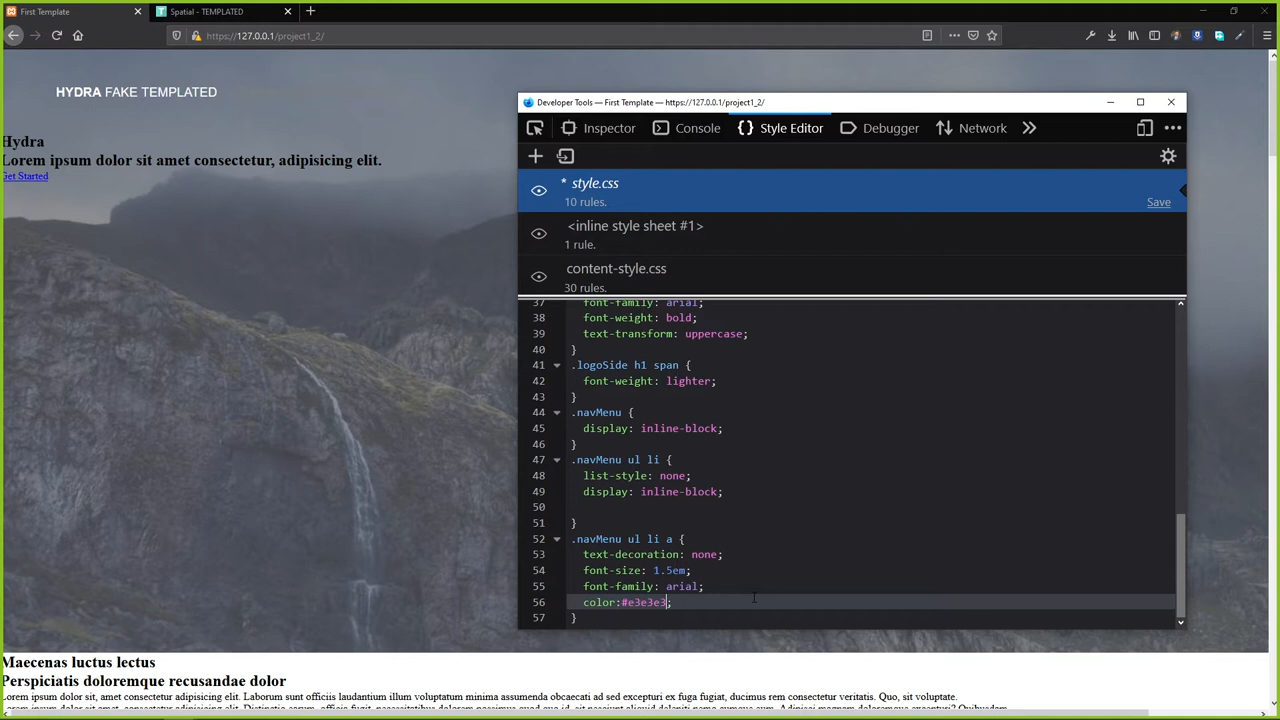 First Template
Spatial - TEMPLATED
https://127.0.0.1/project1_2/
HYDRA FAKE TEMPLATED
Hydra
Lorem ipsum dolor sit amet consectetur, adipisicing elit.
Get Started
Developer Tools — First Template — https://127.0.0.1/project1_2/
Inspector
Console
{} Style Editor
Debugger
Network
* style.css
10 rules.
Save
<inline style sheet #1>
1 rule.
content-style.css
30 rules.
37 font-family: arial;
38 font-weight: bold;
39 text-transform: uppercase;
40 }
41 .logoSide h1 span {
42 font-weight: lighter;
43 }
44 .navMenu {
45 display: inline-block;
46 }
47 .navMenu ul li {
48 list-style: none;
49 display: inline-block;
50
51 }
52 .navMenu ul li a {
53 text-decoration: none;
54 font-size: 1.5em;
55 font-family: arial;
56 color:#e3e3e3;
57 }
Maecenas luctus lectus
Perspiciatis doloremque recusandae dolor
Lorem ipsum dolor sit, amet consectetur adipisicing elit. Laborum sunt officiis laudantium illum voluptatum minima assumenda obcaecati ad sed excepturi ex fuga fugiat, ducimus quod quo eum rem consectetur veritatis. Quo, sit voluptate.